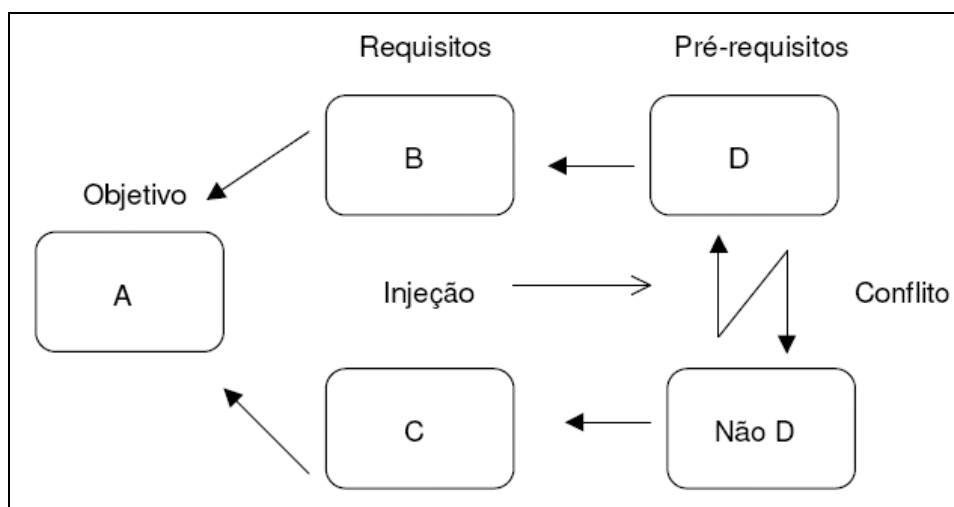 Requisitos
Pré-requisitos
B
D
Objetivo
A
Injeção
Conflito
C
Não D